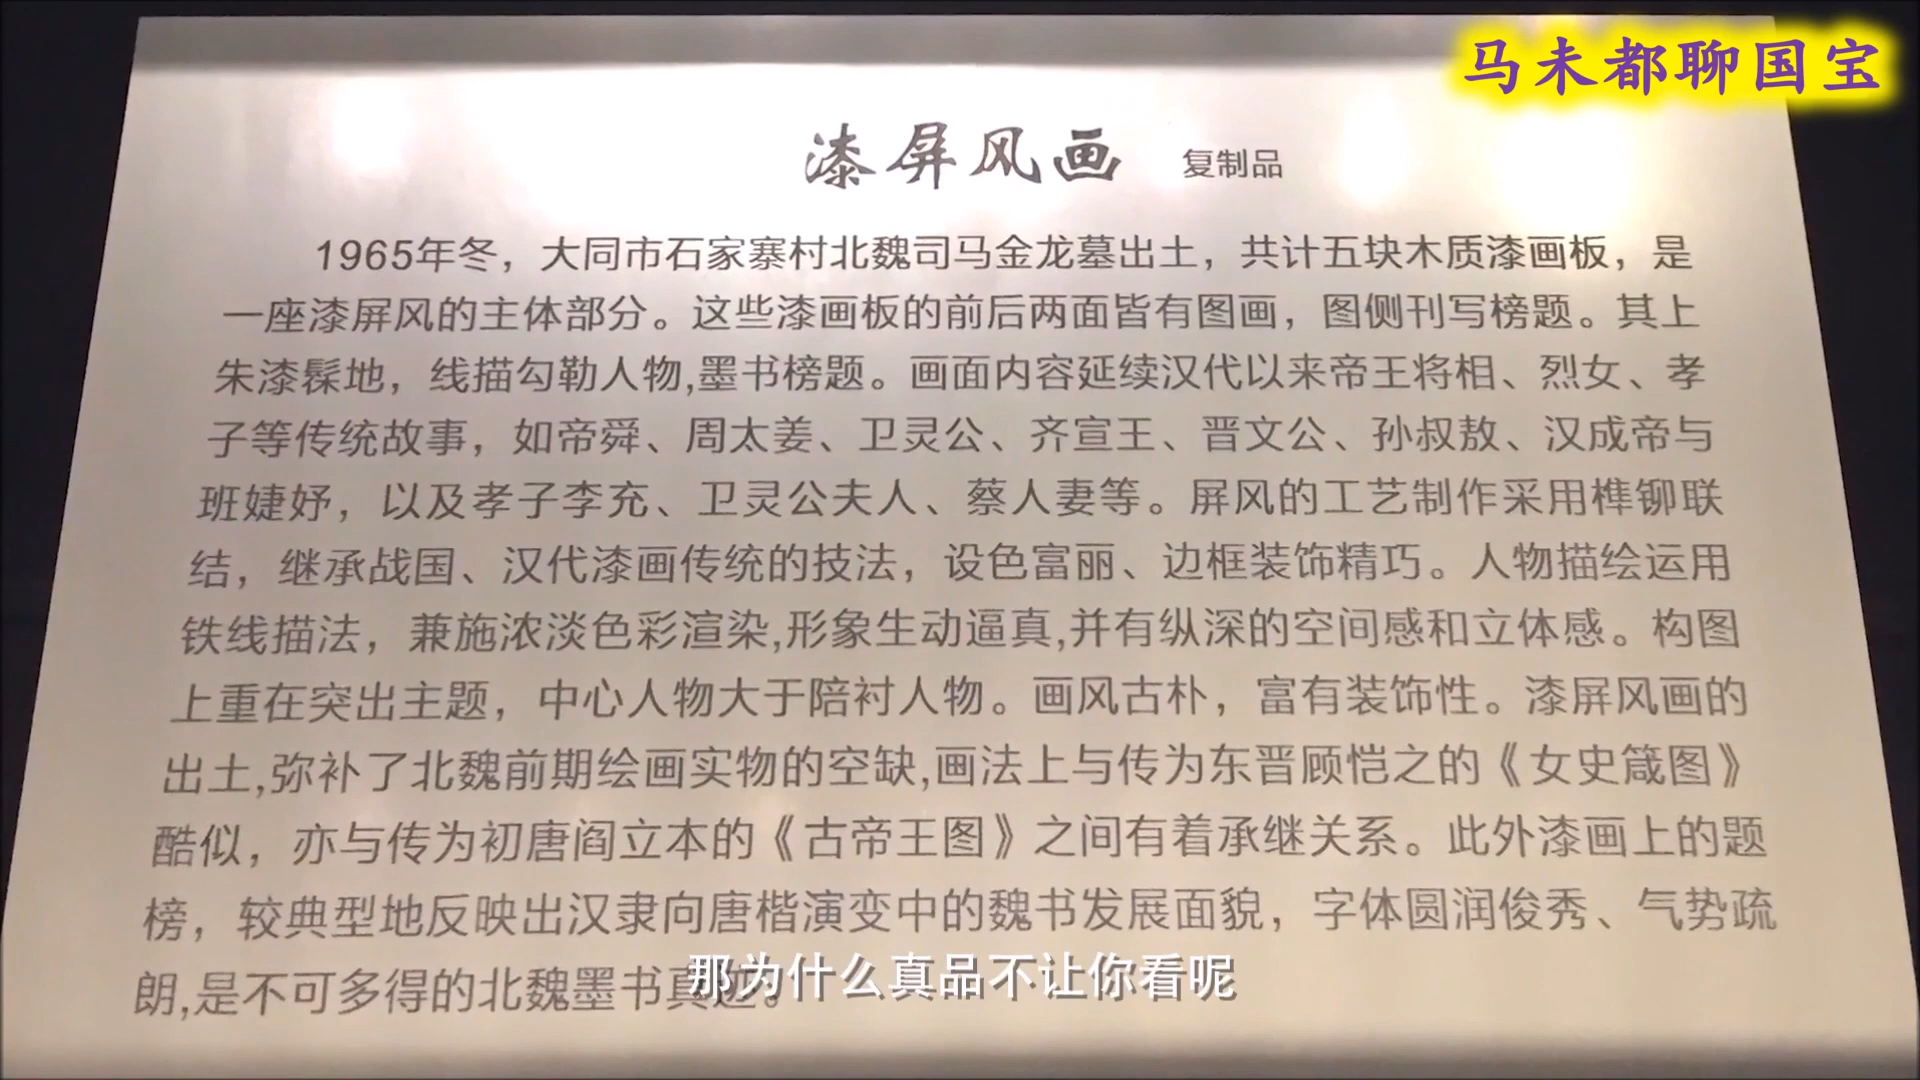 马未都聊国宝
漆屏风画 复制品
1965年冬，大同市石家寨村北魏司马金龙墓出土，共计五块木质漆画板，是
一座漆屏风的主体部分。这些漆画板的前后两面皆有图画，图侧刊写榜题。其上
朱漆髹地，线描勾勒人物,墨书榜题。画面内容延续汉代以来帝王将相、烈女、孝
子等传统故事，如帝舜、周太姜、卫灵公、齐宣王、晋文公、孙叔敖、汉成帝与
班婕妤，以及孝子李充、卫灵公夫人、蔡人妻等。屏风的工艺制作采用榫铆联
结，继承战国、汉代漆画传统的技法，设色富丽、边框装饰精巧。人物描绘运用
铁线描法，兼施浓淡色彩渲染,形象生动逼真,并有纵深的空间感和立体感。构图
上重在突出主题，中心人物大于陪衬人物。画风古朴，富有装饰性。漆屏风画的
出土,弥补了北魏前期绘画实物的空缺,画法上与传为东晋顾恺之的《女史箴图》
酷似，亦与传为初唐阎立本的《古帝王图》之间有着承继关系。此外漆画上的题
榜，较典型地反映出汉隶向唐楷演变中的魏书发展面貌，字体圆润俊秀、气势疏
朗,是不可多得的北魏墨书真迹。
那为什么真品不让你看呢